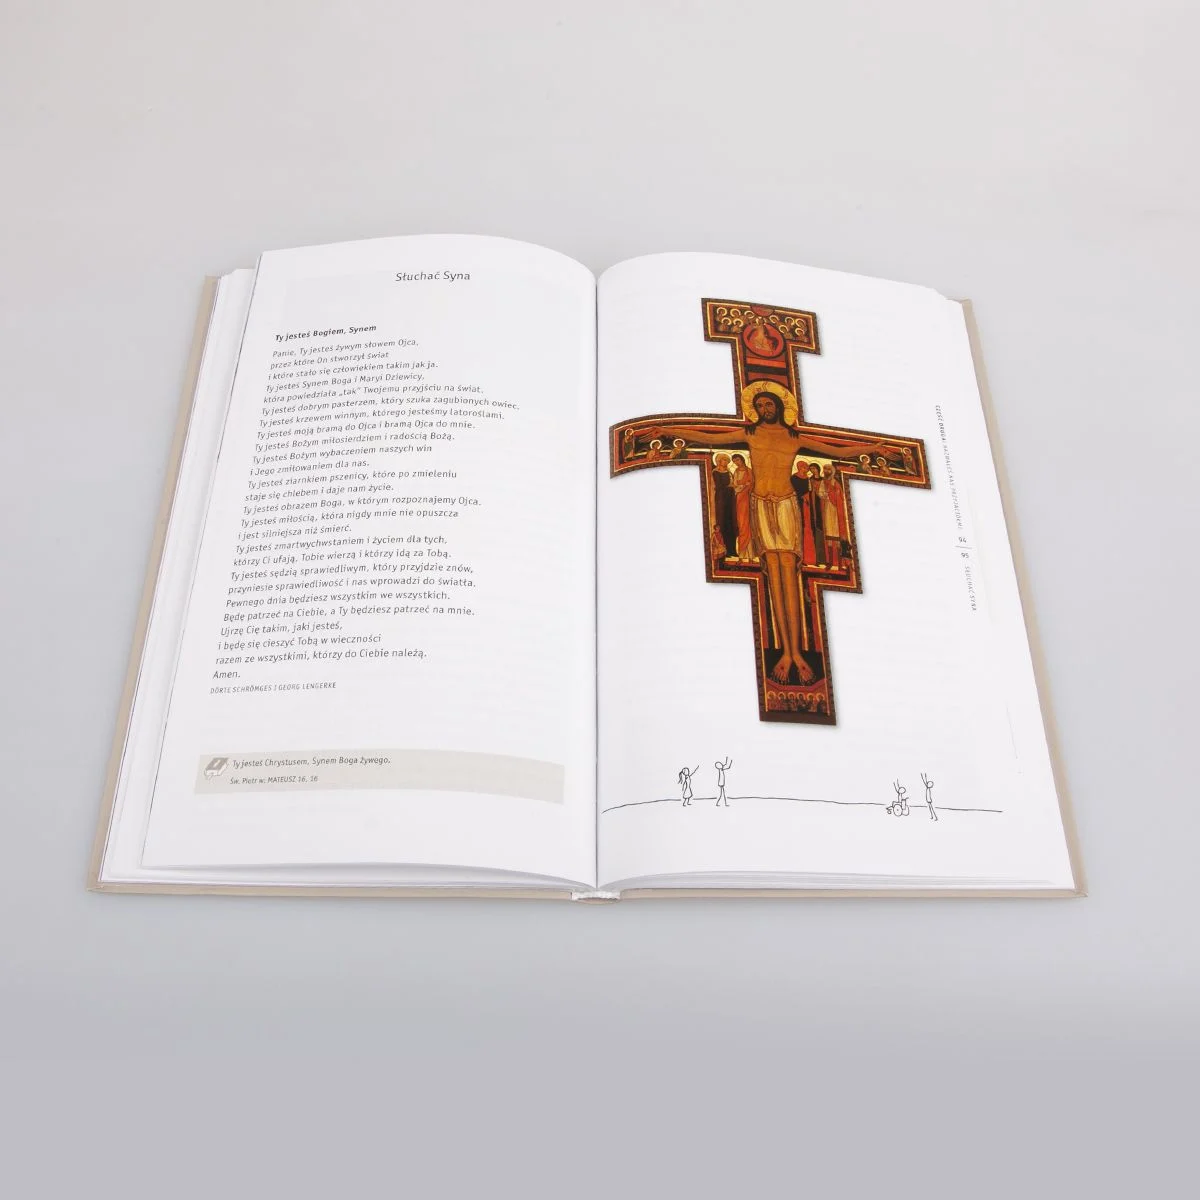 Słuchać Syna
Ty jesteś Bogiem, Synem
Panie, Ty jesteś żywym słowem Ojca,
przez które On stworzył świat
i które stało się człowiekiem takim jak ja.
Ty jesteś Synem Boga i Maryi Dziewicy,
która powiedziała „tak” Twojemu przyjściu na świat.
Ty jesteś dobrym pasterzem, który szuka zagubionych owiec.
Ty jesteś krzewem winnym, którego jesteśmy latoroślami.
Ty jesteś moją bramą do Ojca i bramą Ojca do mnie.
Ty jesteś Bożym miłosierdziem i radością Bożą.
Ty jesteś Bożym wybaczeniem naszych win
i Jego zmiłowaniem dla nas.
Ty jesteś ziarnkiem pszenicy, które po zmieleniu
staje się chlebem i daje nam życie.
Ty jesteś obrazem Boga, w którym rozpoznajemy Ojca.
Ty jesteś miłością, która nigdy mnie nie opuszcza
i jest silniejsza niż śmierć.
Ty jesteś zmartwychwstaniem i życiem dla tych,
którzy Ci ufają, Tobie wierzą i którzy idą za Tobą.
Ty jesteś sędzią sprawiedliwym, który przyjdzie znów,
przyniesie sprawiedliwość i nas wprowadzi do światła.
Pewnego dnia będziesz wszystkim we wszystkich.
Będę patrzeć na Ciebie, a Ty będziesz patrzeć na mnie.
Ujrzę Cię takim, jaki jesteś,
i będę się cieszyć Tobą w wieczności
razem ze wszystkimi, którzy do Ciebie należą.
Amen.
DÖRTE SCHRÖMGES I GEORG LENGERKE
Ty jesteś Chrystusem, Synem Boga żywego.
Św. Piotr w: MATEUSZ 16, 16
CZĘŚĆ DRUGA:
94
95
SŁUCHAĆ SYNA